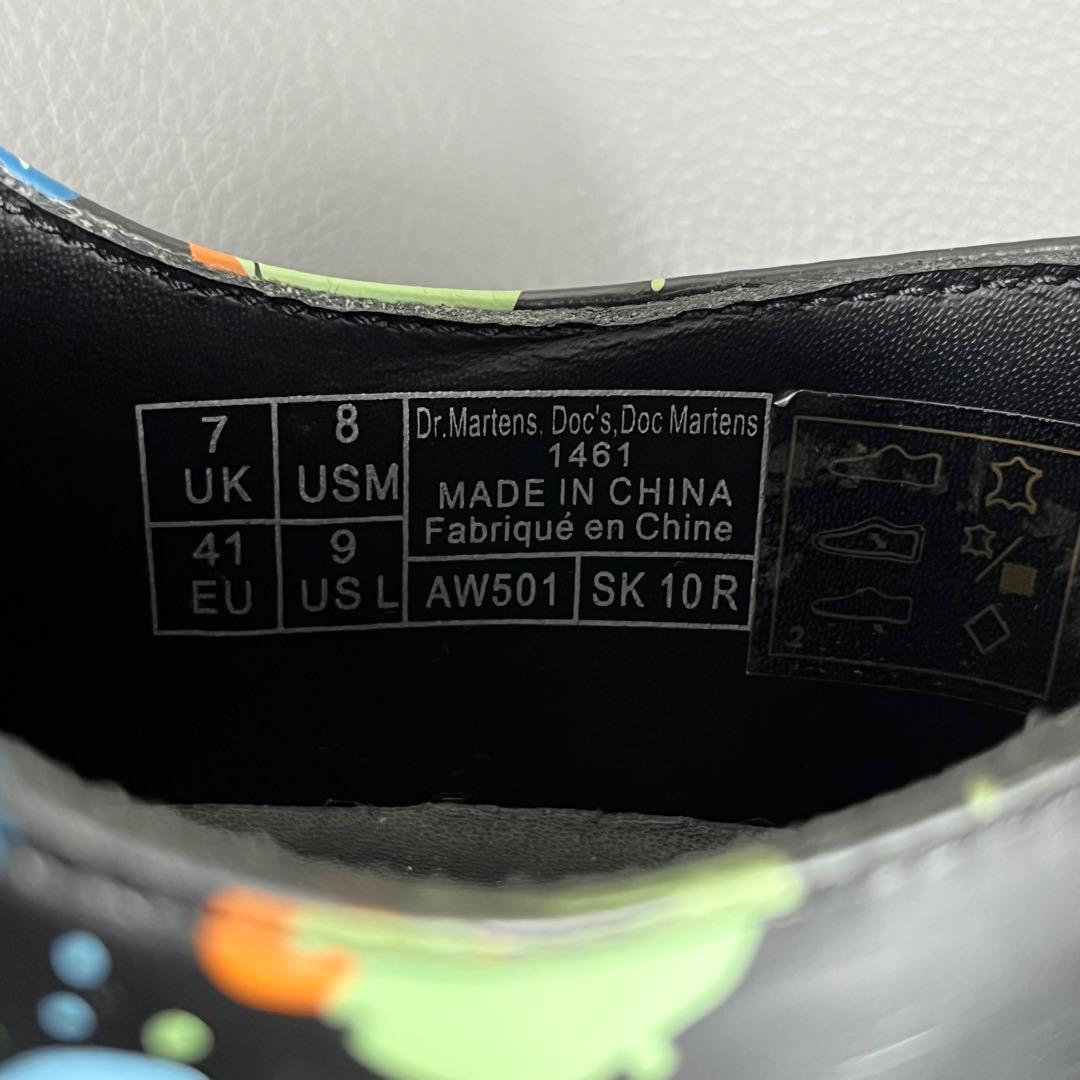 7 UK
8 USM
41 EU
9 US L
Dr.Martens, Doc's,Doc Martens
1461
MADE IN CHINA
Fabriqué en Chine
AW501
SK 10 R
2